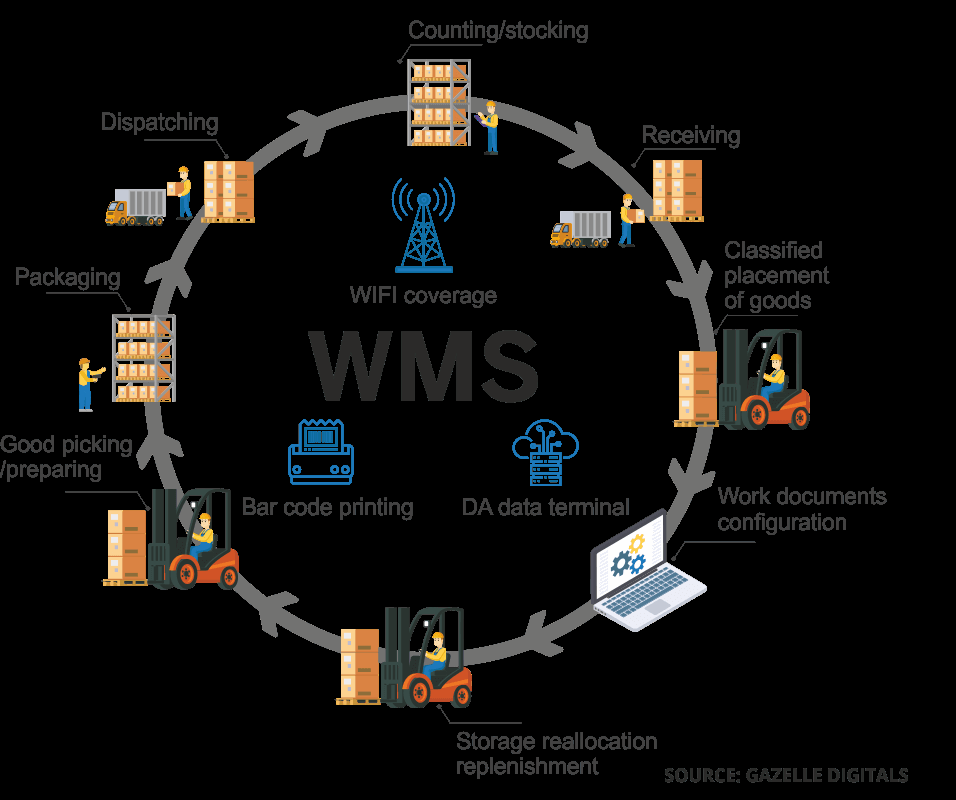 Counting/stocking
Dispatching
Receiving
Classified
placement
of goods
Packaging
WIFI coverage
WMS
Good picking
/preparing
Bar code printing
DA data terminal
Work documents
configuration
Storage reallocation
replenishment
SOURCE: GAZELLE DIGITALS